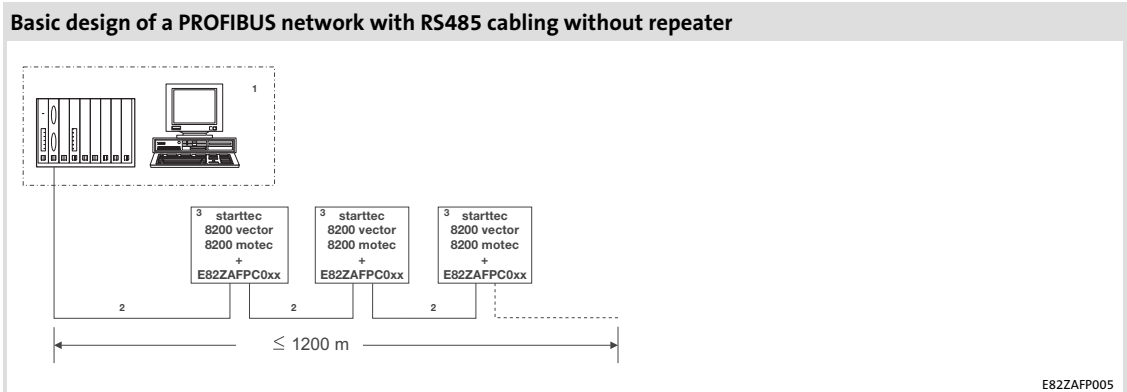 Basic design of a PROFIBUS network with RS485 cabling without repeater
1
3 starttec
8200 vector
8200 motec
+
E82ZAFPC0xx
3 starttec
8200 vector
8200 motec
+
E82ZAFPC0xx
3 starttec
8200 vector
8200 motec
+
E82ZAFPC0xx
2
2
2
≤ 1200 m
E82ZAFP005